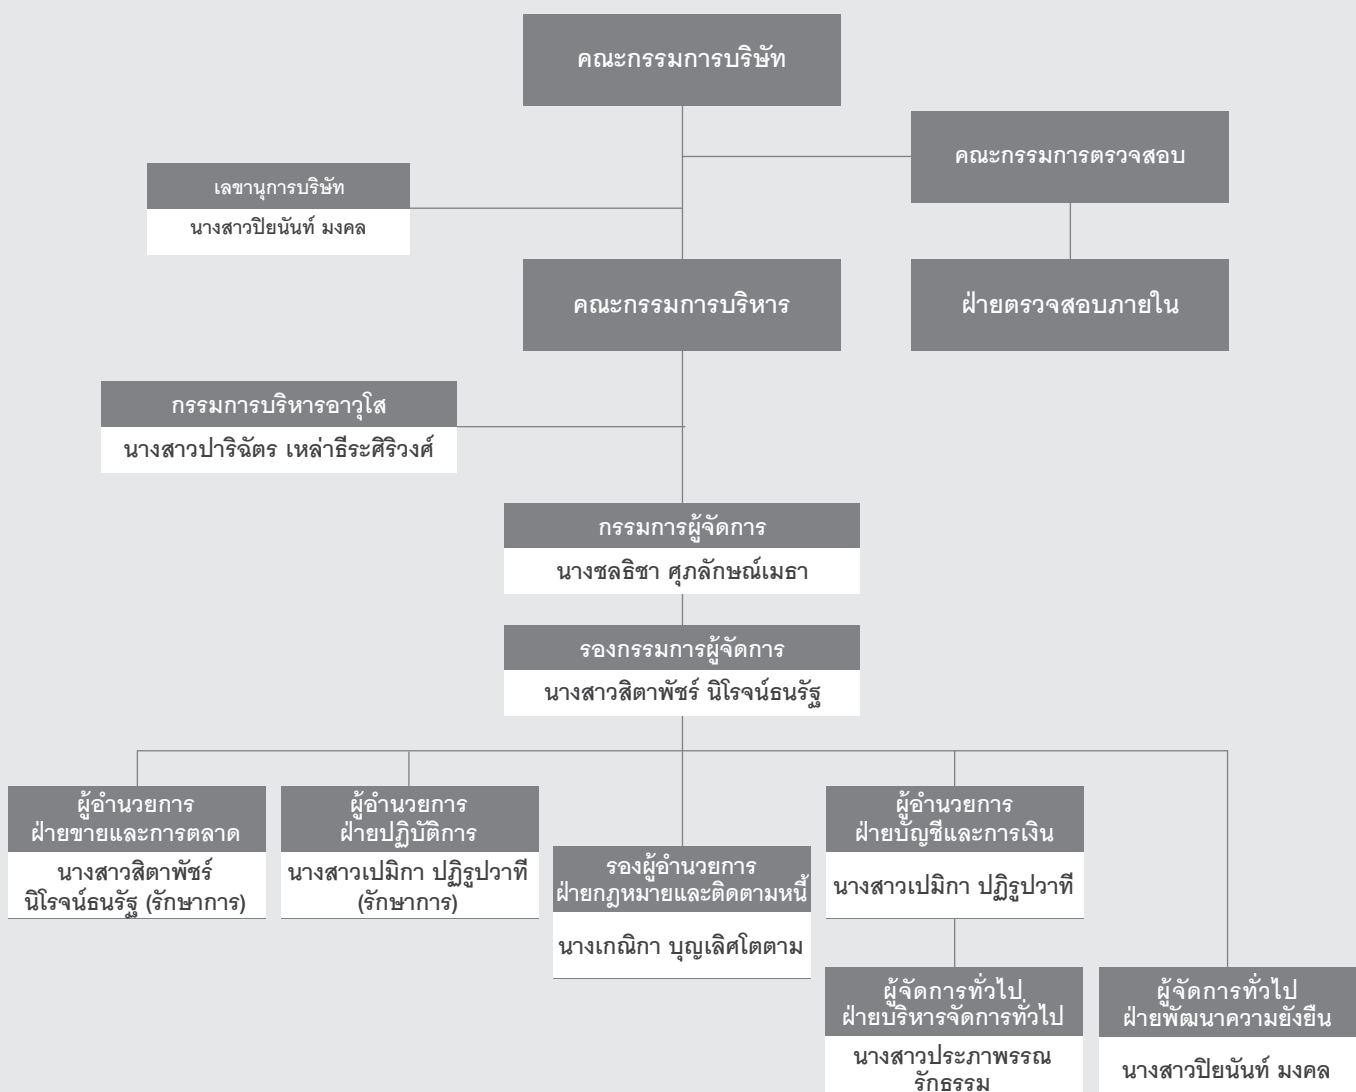 คณะกรรมการบริษัท
คณะกรรมการตรวจสอบ
เลขานุการบริษัท
นางสาวปิยนันท์ มงคล
คณะกรรมการบริหาร
ฝ่ายตรวจสอบภายใน
กรรมการบริหารอาวุโส
นางสาวปาริฉัตร เหล่าธีระศิริวงศ์
กรรมการผู้จัดการ
นางชลธิชา ศุภลักษณ์เมธา
รองกรรมการผู้จัดการ
นางสาวสิตาพัชร์ นิโรจน์ธนรัฐ
ผู้อำนวยการ
ฝ่ายขายและการตลาด
นางสาวสิตาพัชร์
นิโรจน์ธนรัฐ (รักษาการ)
ผู้อำนวยการ
ฝ่ายปฏิบัติการ
นางสาวเปมิกา ปฏิรูปวาที
(รักษาการ)
รองผู้อำนวยการ
ฝ่ายกฎหมายและติดตามหนี้
นางเกณิกา บุญเลิศโตตาม
ผู้อำนวยการ
ฝ่ายบัญชีและการเงิน
นางสาวเปมิกา ปฏิรูปวาที
ผู้จัดการทั่วไป
ฝ่ายบริหารจัดการทั่วไป
นางสาวประภาพรรณ
รักธรรม
ผู้จัดการทั่วไป
ฝ่ายพัฒนาความยั่งยืน
นางสาวปิยนันท์ มงคล